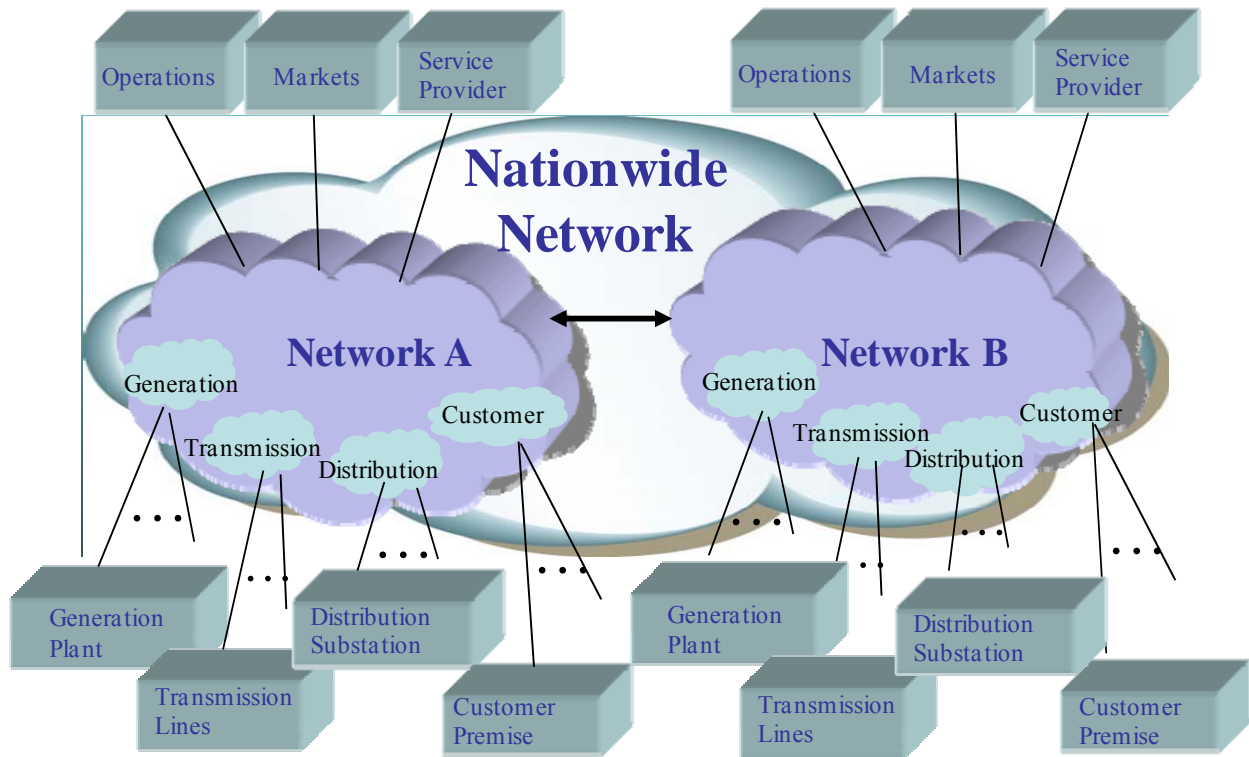 Operations
Markets
Service
Provider
Operations
Markets
Service
Provider
Nationwide
Network
Network A
Network B
Generation
Transmission
Distribution
Customer
Generation
Transmission
Distribution
Customer
Generation
Plant
Transmission
Lines
Distribution
Substation
Customer
Premise
Generation
Plant
Transmission
Lines
Distribution
Substation
Customer
Premise